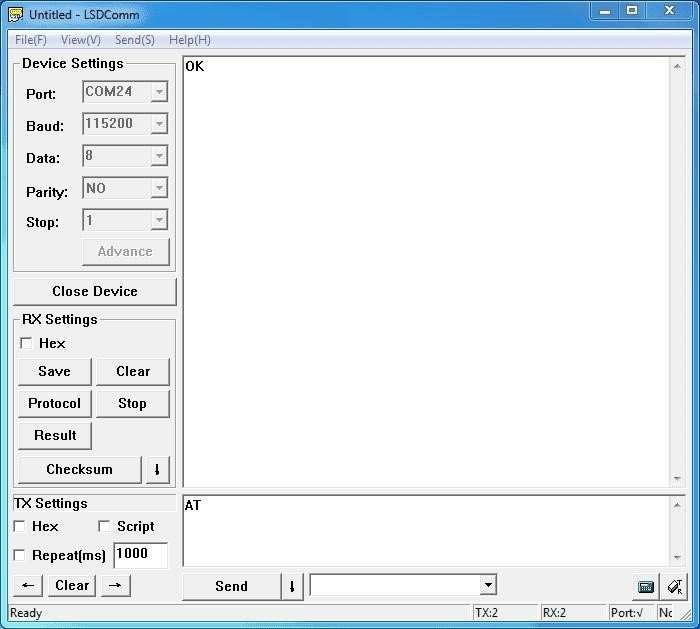 Untitled - LSDComm
File(F) View(V) Send(S) Help(H)
Device Settings
Port: COM24
Baud: 115200
Data: 8
Parity: NO
Stop: 1
Advance
Close Device
RX Settings
Hex
Save Clear
Protocol Stop
Result
Checksum
OK
TX Settings
Hex Script
Repeat(ms) 1000
Clear
AT
Send
Ready TX:2 RX:2 Port:√ Nc